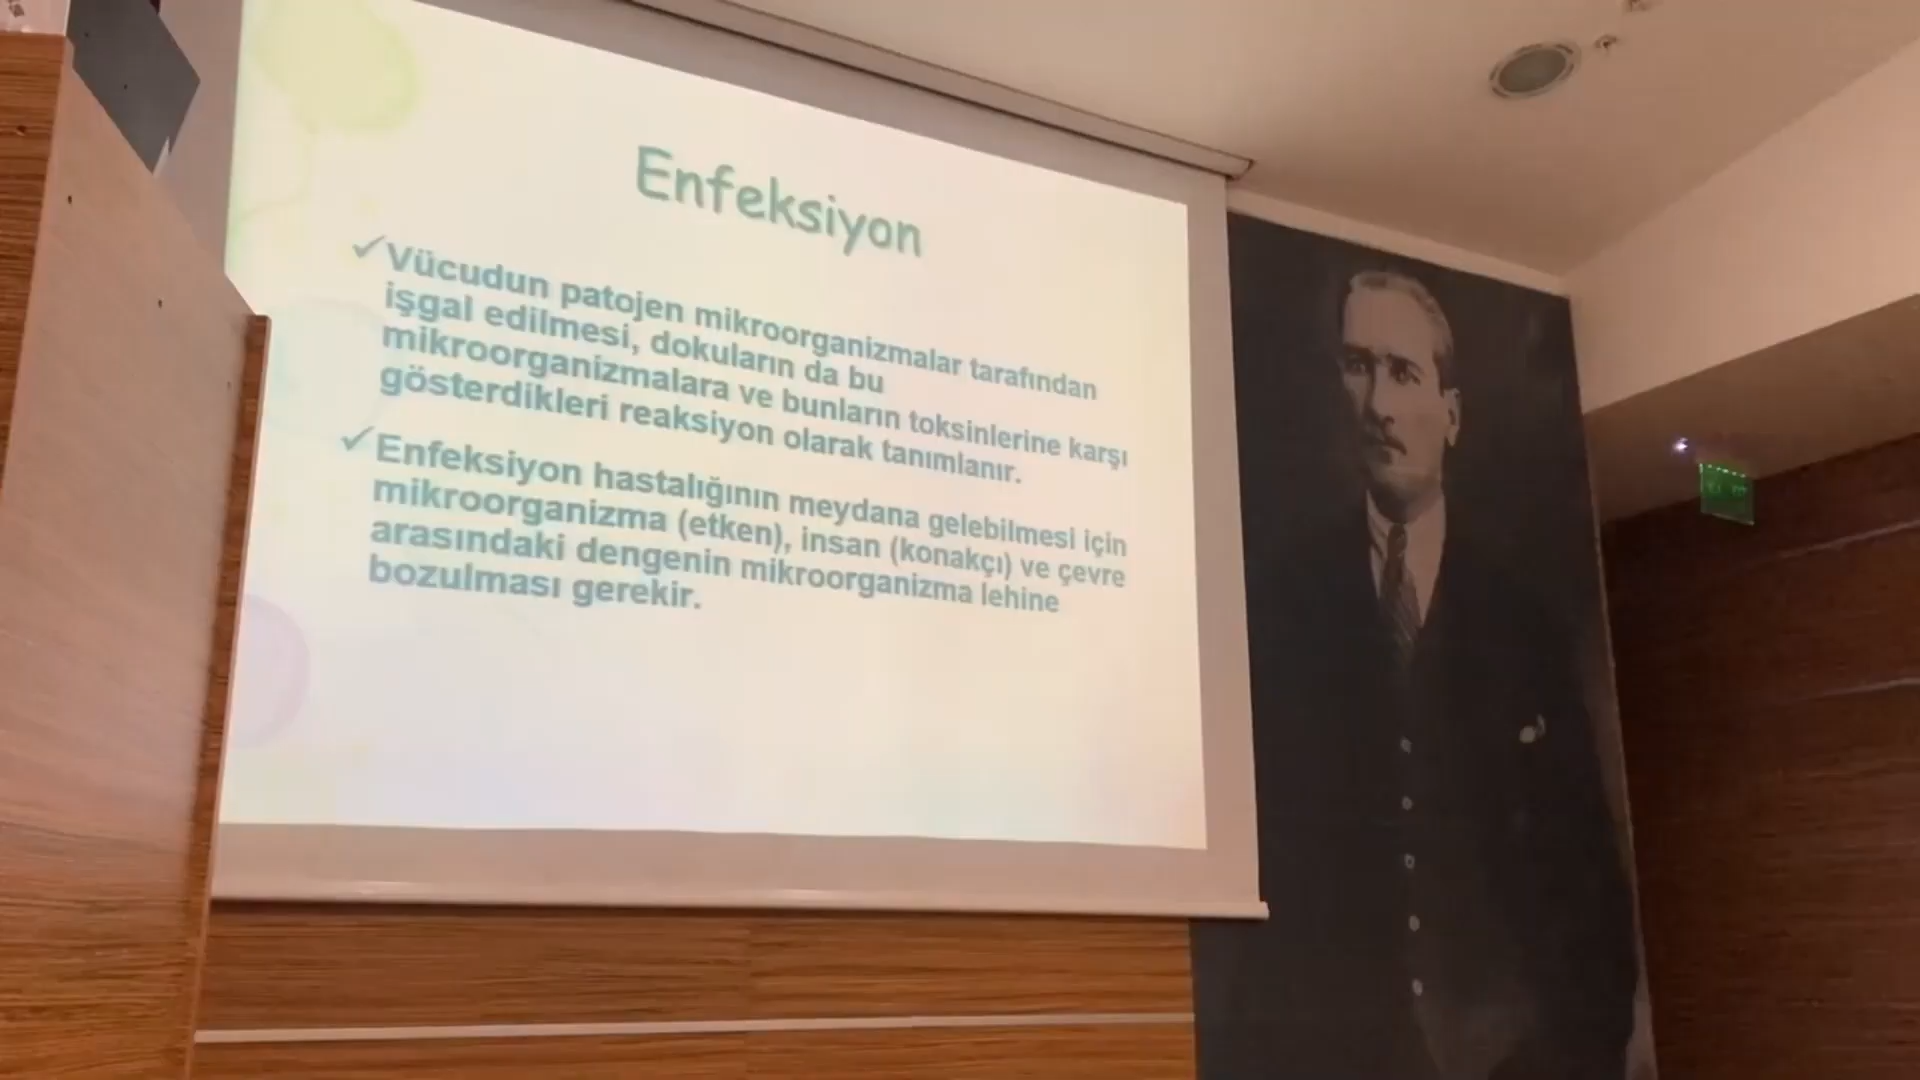 Enfeksiyon
✓Vücudun patojen mikroorganizmalar tarafından
işgal edilmesi, dokuların da bu
mikroorganizmalara ve bunların toksinlerine karşı
gösterdikleri reaksiyon olarak tanımlanır.
✓Enfeksiyon hastalığının meydana gelebilmesi için
mikroorganizma (etken), insan (konakçı) ve çevre
arasındaki dengenin mikroorganizma lehine
bozulması gerekir.